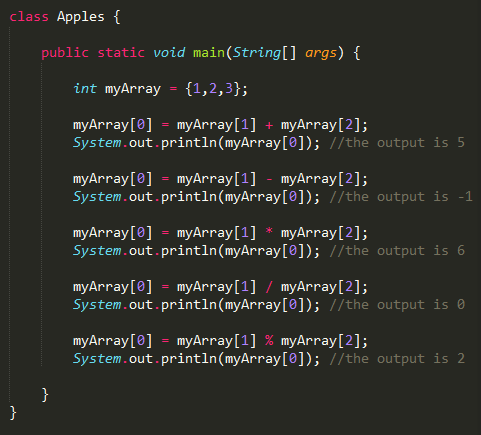 class Apples {
public static void main(String[] args) {
int myArray = {1,2,3};
myArray[0] = myArray[1] + myArray[2];
System.out.println(myArray[0]); //the output is 5
myArray[0] = myArray[1] - myArray[2];
System.out.println(myArray[0]); //the output is -1
myArray[0] = myArray[1] * myArray[2];
System.out.println(myArray[0]); //the output is 6
myArray[0] = myArray[1] / myArray[2];
System.out.println(myArray[0]); //the output is 0
myArray[0] = myArray[1] % myArray[2];
System.out.println(myArray[0]); //the output is 2
}
}